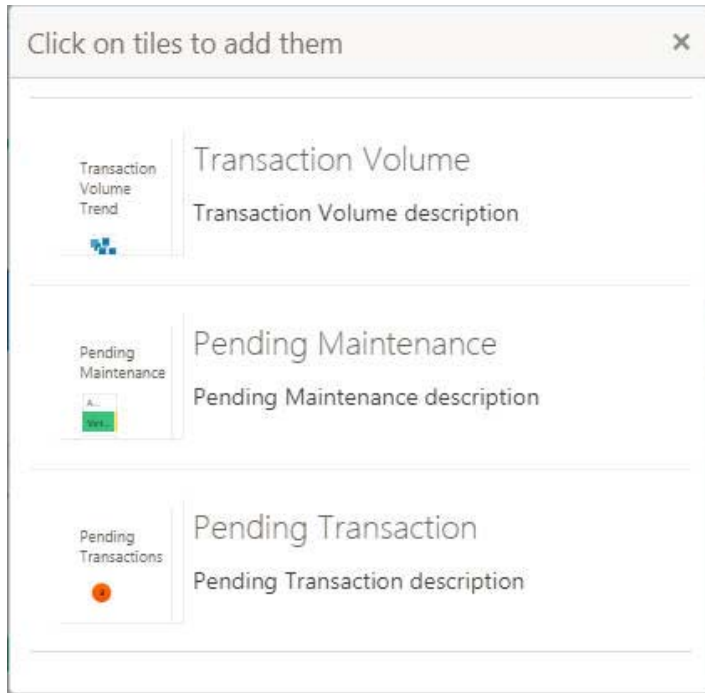 Click on tiles to add them
×
Transaction
Volume
Trend
Transaction Volume
Transaction Volume description
Pending
Maintenance
A...
Pending Maintenance
Pending Maintenance description
Pending
Transactions
Pending Transaction
Pending Transaction description